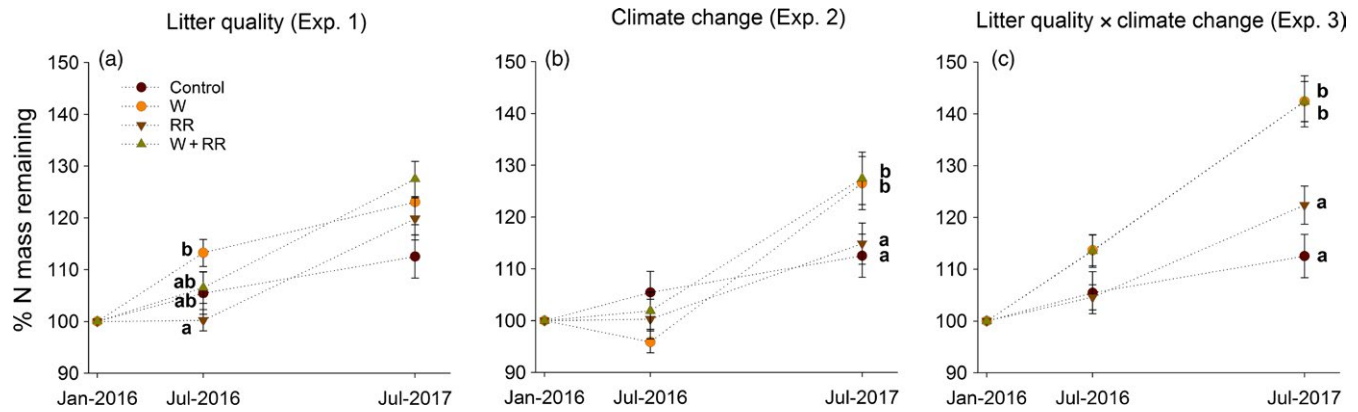 Litter quality (Exp. 1)
Climate change (Exp. 2)
Litter quality × climate change (Exp. 3)
% N mass remaining
(a)
150
140
130
120
110
100
90
Control
W
RR
W + RR
b
ab
ab
a
Jan-2016
Jul-2016
Jul-2017
(b)
150
140
130
120
110
100
90
b
b
a
a
Jan-2016
Jul-2016
Jul-2017
(c)
150
140
130
120
110
100
90
b
b
a
a
Jan-2016
Jul-2016
Jul-2017